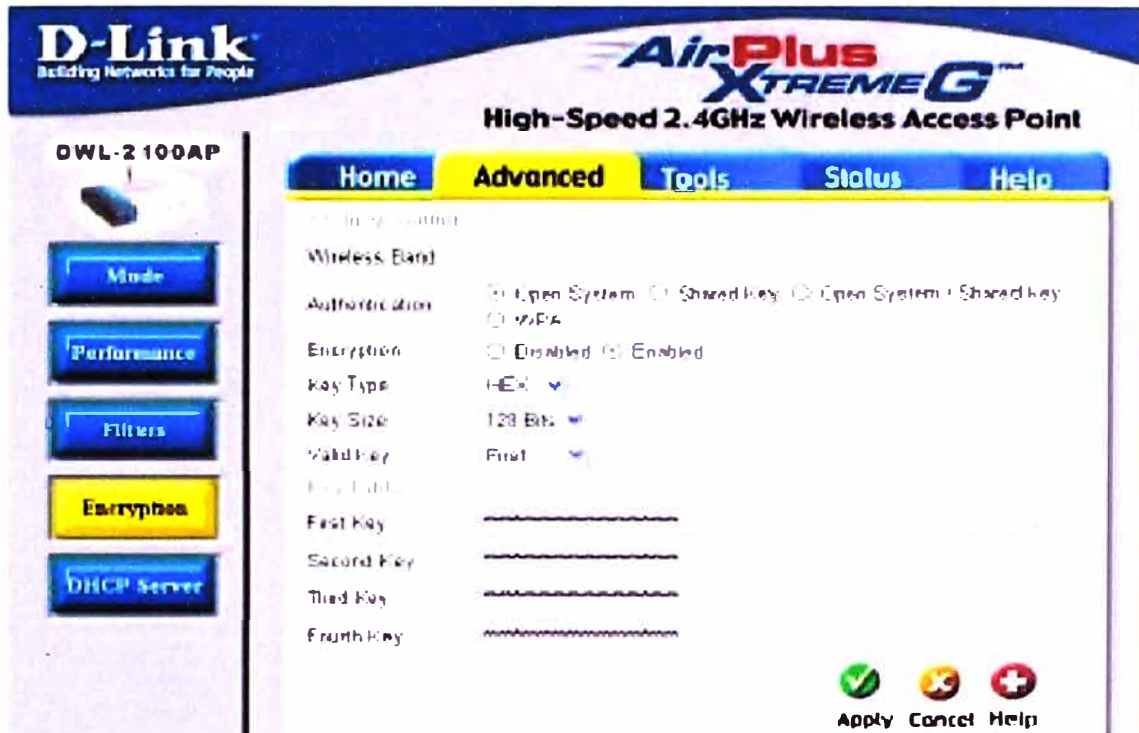 D-Link
Building Networks for People
AirPlus
XTREME G™
High-Speed 2.4GHz Wireless Access Point
DWL-2100AP
Home Advanced Tools Status Help
Wireless Band
Authentication Open System Shared Key Open System / Shared Key
WPA
Encryption Disabled Enabled
Key Type HEX
Key Size 128 Bits
Valid Key First
First Key
Second Key
Third Key
Fourth Key
Mode
Performance
Filters
Encryption
DHCP Server
Apply Cancel Help